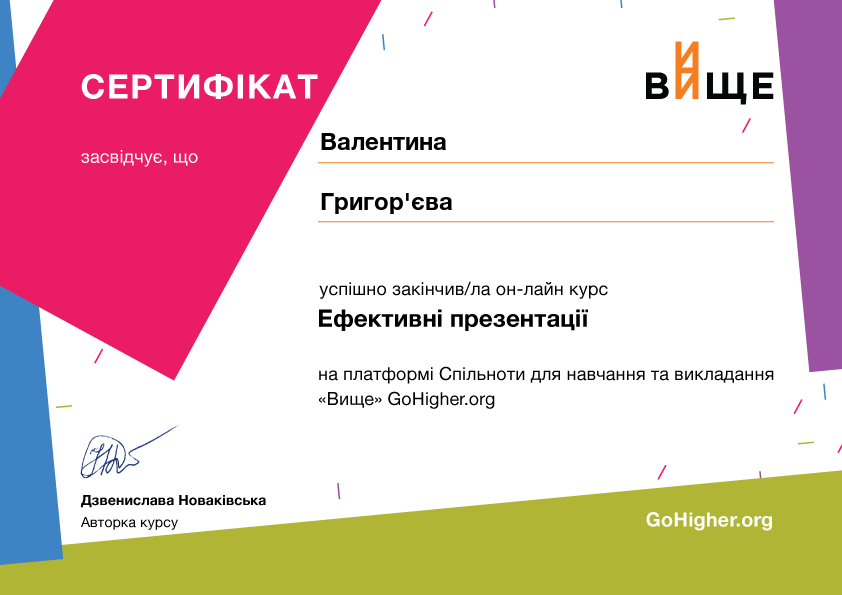 СЕРТИФІКАТ
ВИЩЕ
засвідчує, що
Валентина
Григор'єва
успішно закінчив/ла он-лайн курс
Ефективні презентації
на платформі Спільноти для навчання та викладання
«Вище» GoHigher.org
Дзвенислава Новаківська
Авторка курсу
GoHigher.org